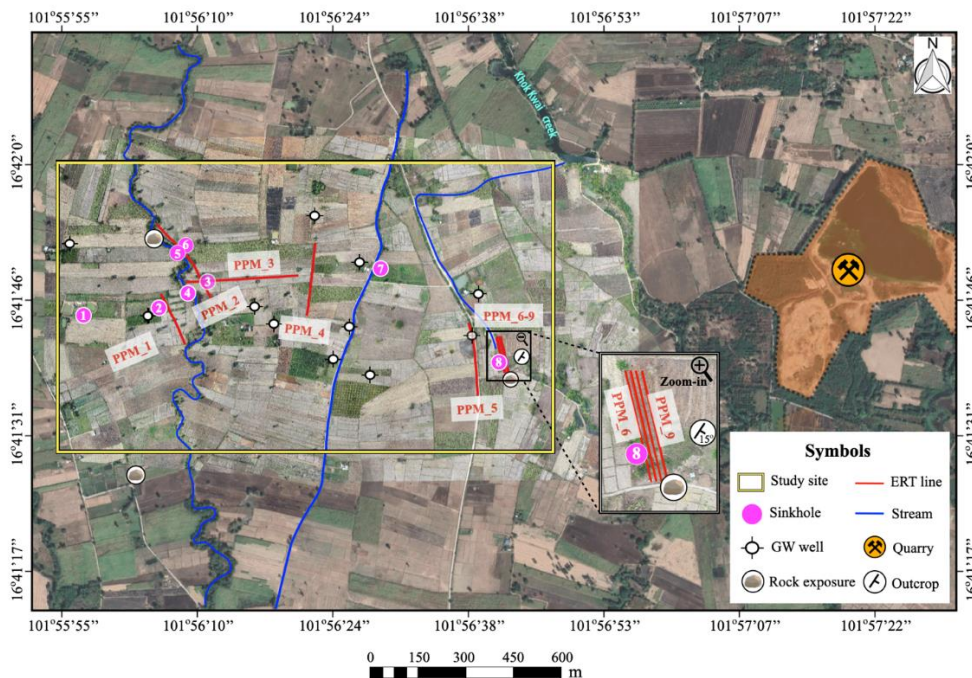 101°55'55'' 101°56'10'' 101°56'24'' 101°56'38'' 101°56'53'' 101°57'07'' 101°57'22''
N
Khok Kwai creek
16°42'0'' 16°42'0''
6
5
PPM_3
7
3
4
PPM_2
16°41'46'' 16°41'46''
1
2
PPM_6-9
PPM_4
PPM_1
8
Zoom-in
PPM_5
PPM_6
PPM_9
15°
8
16°41'31'' 16°41'31''
Symbols
Study site ERT line
Sinkhole Stream
GW well Quarry
Rock exposure Outcrop
16°41'17'' 16°41'17''
101°55'55'' 101°56'10'' 101°56'24'' 101°56'38'' 101°56'53'' 101°57'07'' 101°57'22''
0 150 300 450 600 m